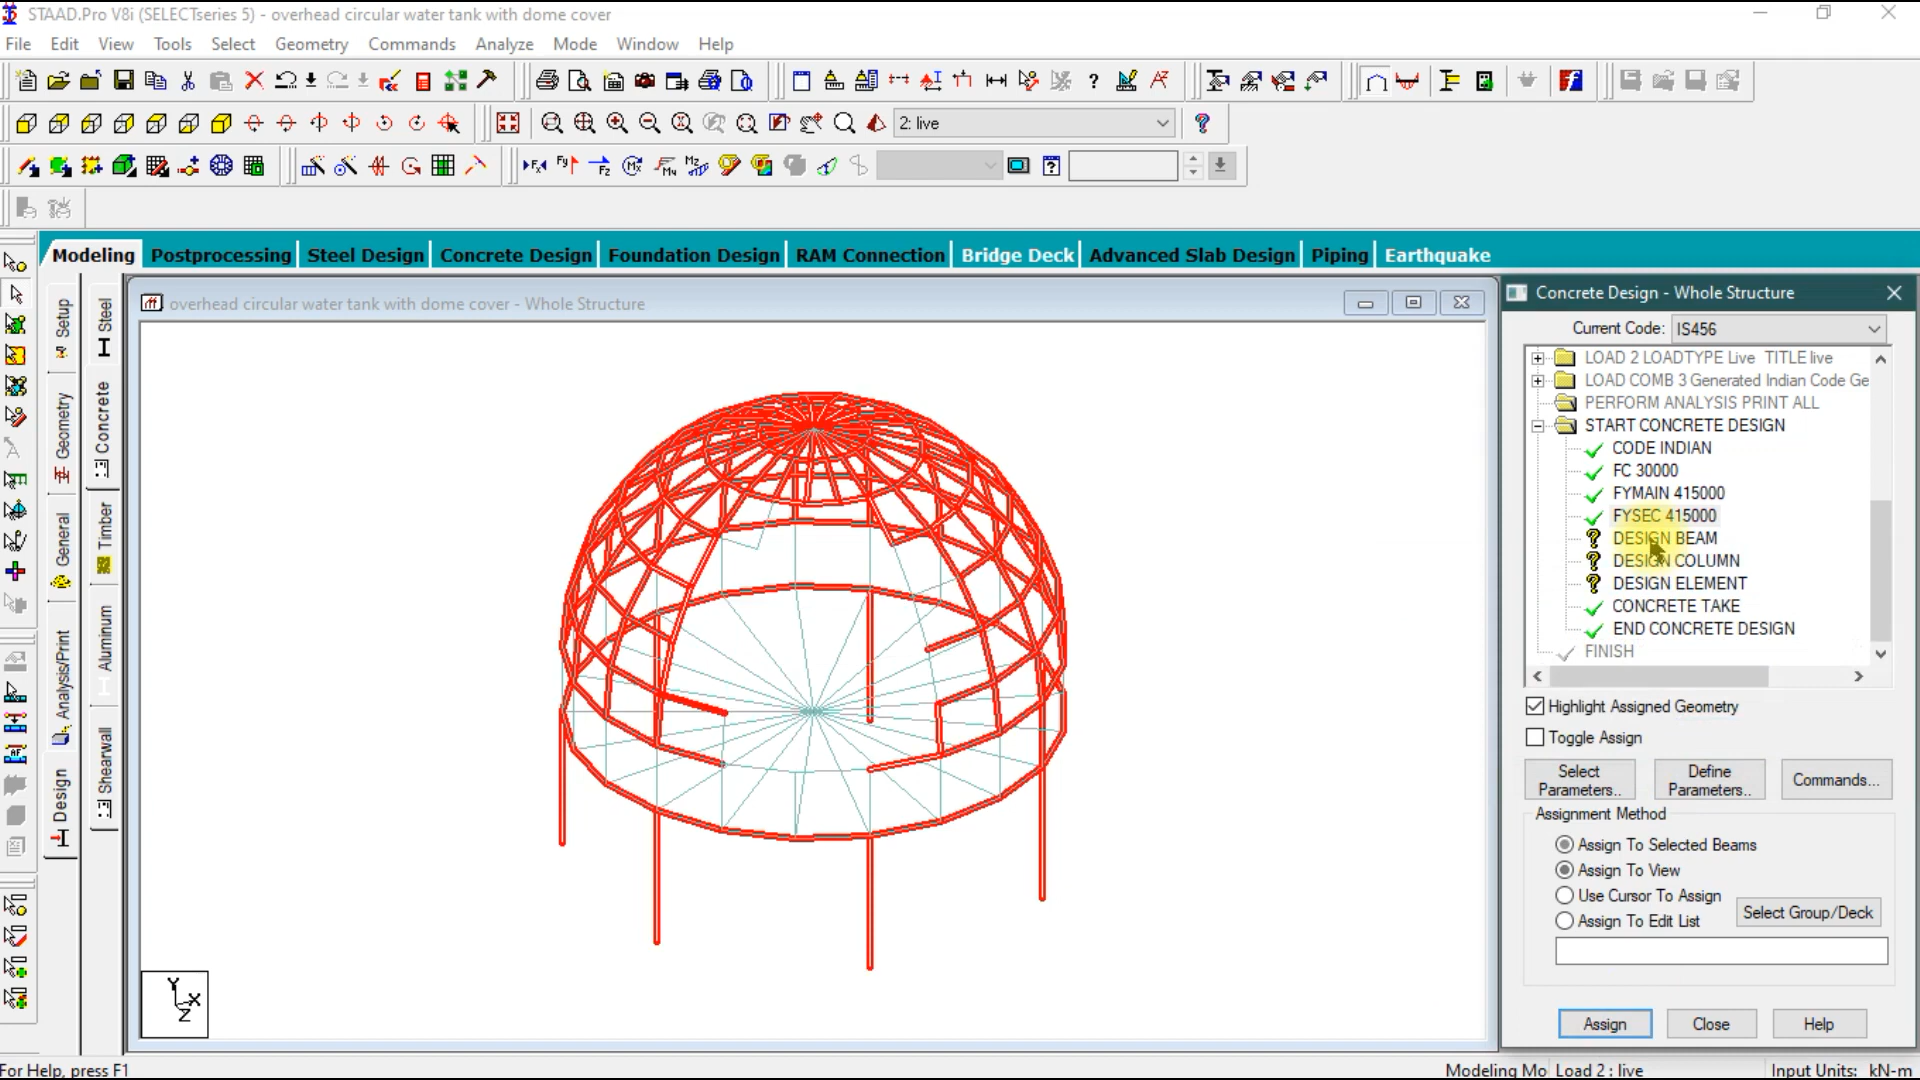 STAAD.Pro V8i (SELECTseries 5) - overhead circular water tank with dome cover
File Edit View Tools Select Geometry Commands Analyze Mode Window Help
2: live
Modeling Postprocessing Steel Design Concrete Design Foundation Design RAM Connection Bridge Deck Advanced Slab Design Piping Earthquake
Setup
Geometry
General
Analysis/Print
Design
Steel
Concrete
Timber
Aluminum
Shearwall
overhead circular water tank with dome cover - Whole Structure
Y
X
Z
Concrete Design - Whole Structure
Current Code: IS456
LOAD 2 LOADTYPE Live TITLE live
LOAD COMB 3 Generated Indian Code Ge
PERFORM ANALYSIS PRINT ALL
START CONCRETE DESIGN
CODE INDIAN
FC 30000
FYMAIN 415000
FYSEC 415000
DESIGN BEAM
DESIGN COLUMN
DESIGN ELEMENT
CONCRETE TAKE
END CONCRETE DESIGN
FINISH
Highlight Assigned Geometry
Toggle Assign
Select Parameters..
Define Parameters..
Commands...
Assignment Method
Assign To Selected Beams
Assign To View
Use Cursor To Assign
Assign To Edit List
Select Group/Deck
Assign Close Help
For Help, press F1
Modeling Mo Load 2 : live Input Units: kN-m